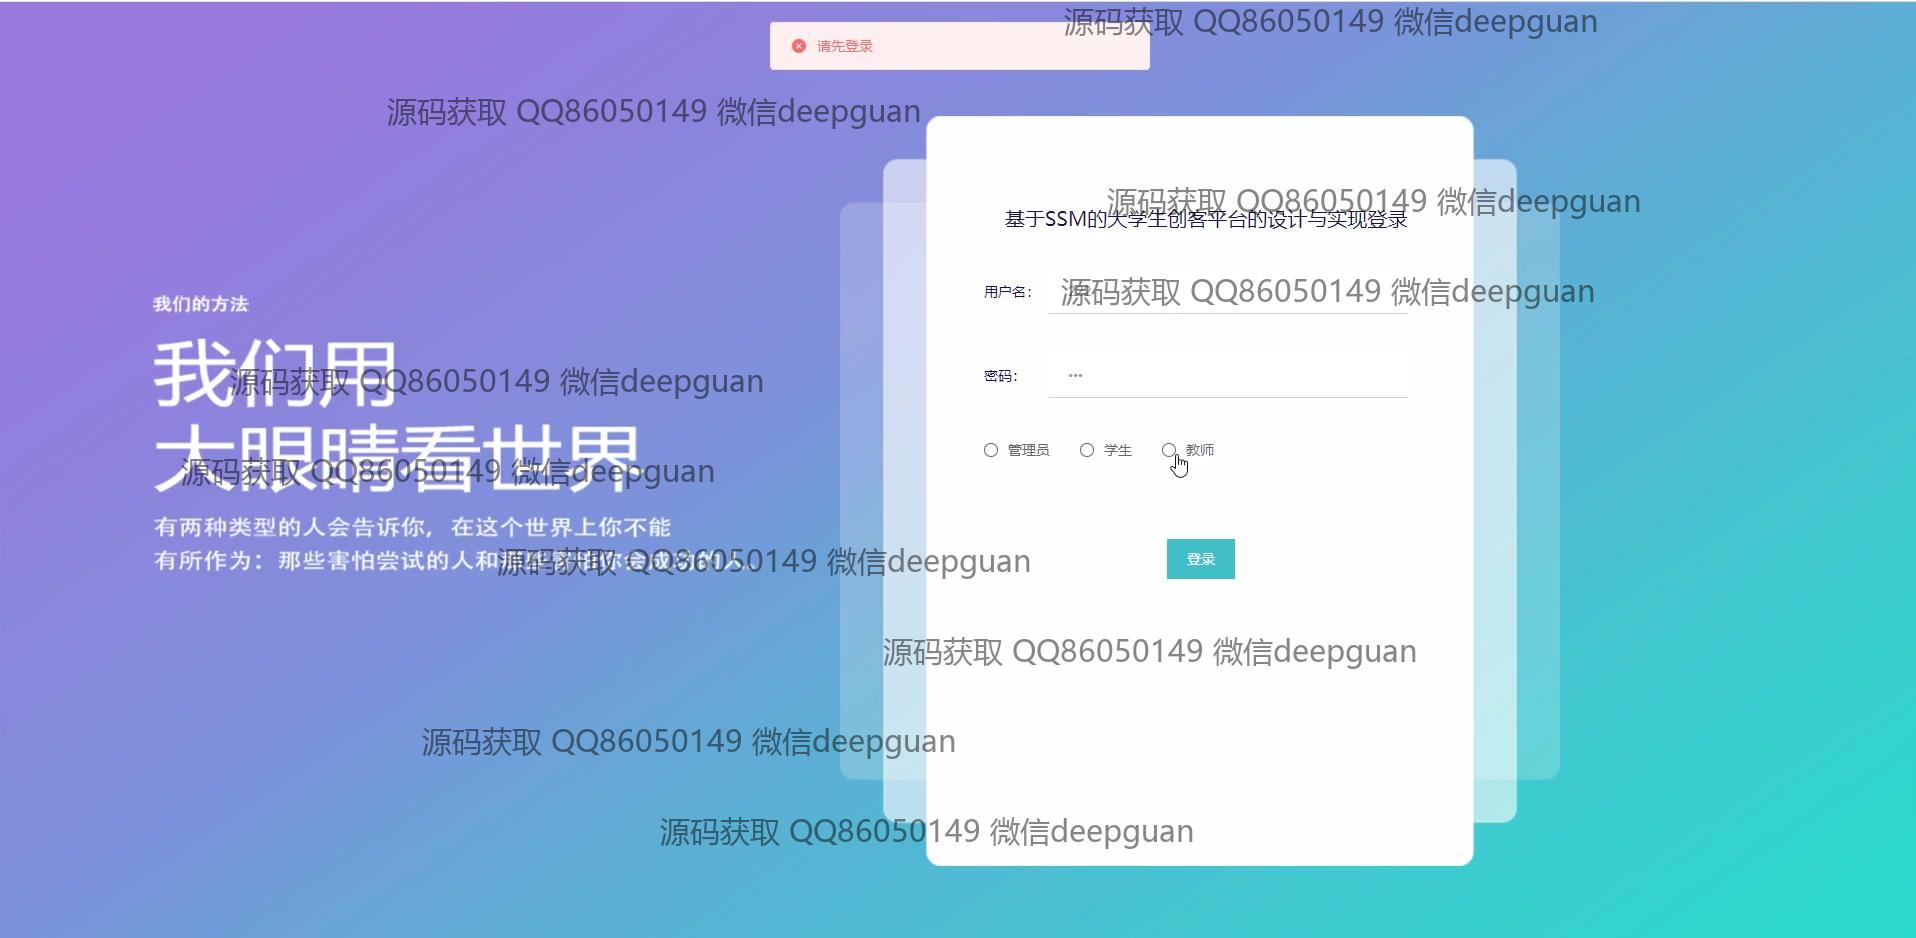 请先登录
源码获取 QQ86050149 微信deepguan
源码获取 QQ86050149 微信deepguan
源码获取 QQ86050149 微信deepguan
基于SSM的大学生创客平台的设计与实现登录
用户名：
源码获取 QQ86050149 微信deepguan
我们的方法
我们用
源码获取 QQ86050149 微信deepguan
密码：
管理员 学生 教师
大眼睛看世界
源码获取 QQ86050149 微信deepguan
有两种类型的人会告诉你，在这个世界上你不能
有所作为：那些害怕尝试的人和那些害怕你会成功的人。
源码获取 QQ86050149 微信deepguan
登录
源码获取 QQ86050149 微信deepguan
源码获取 QQ86050149 微信deepguan
源码获取 QQ86050149 微信deepguan